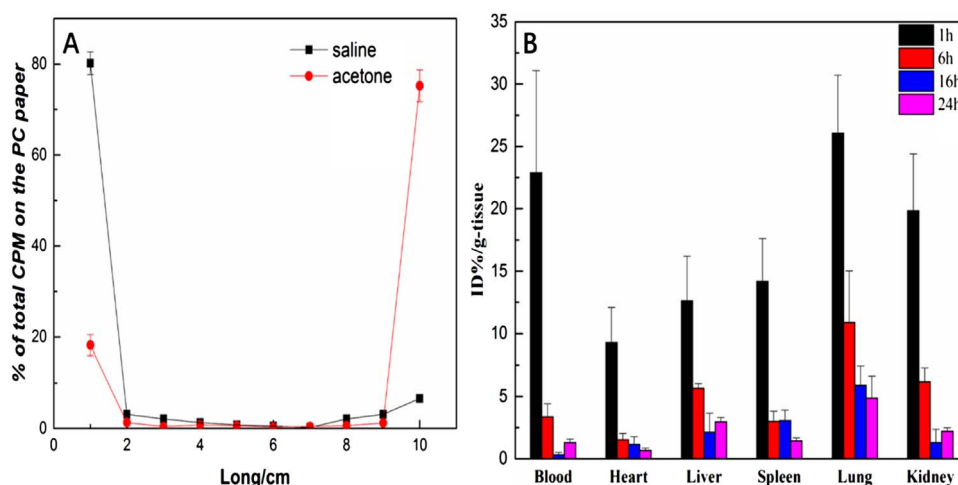 A
saline
acetone
% of total CPM on the PC paper
80
60
40
20
0
0 2 4 6 8 10
Long/cm
B
1h
6h
16h
24h
ID%/g-tissue
35
30
25
20
15
10
5
0
Blood Heart Liver Spleen Lung Kidney